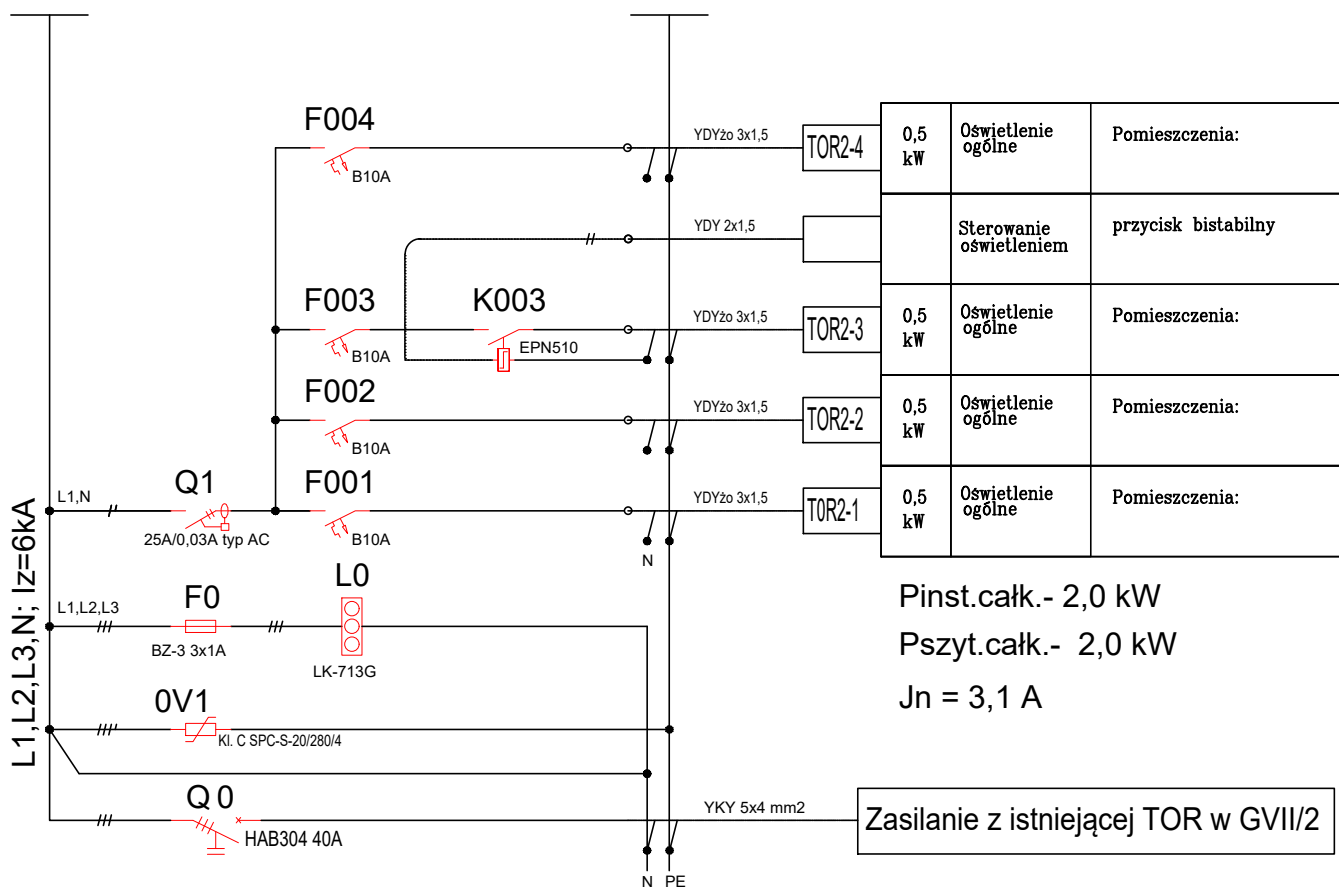 F004
B10A
YDYżo 3x1,5
TOR2-4
0,5
kW
Oświetlenie
ogólne
Pomieszczenia:
YDY 2x1,5
Sterowanie
oświetleniem
przycisk bistabilny
F003
B10A
K003
EPN510
YDYżo 3x1,5
TOR2-3
0,5
kW
Oświetlenie
ogólne
Pomieszczenia:
F002
B10A
YDYżo 3x1,5
TOR2-2
0,5
kW
Oświetlenie
ogólne
Pomieszczenia:
L1,N
Q1
25A/0,03A typ AC
F001
B10A
YDYżo 3x1,5
N
T0R2-1
0,5
kW
Oświetlenie
ogólne
Pomieszczenia:
L1,L2,L3,N; Iz=6kA
L1,L2,L3
F0
BZ-3 3x1A
L0
LK-713G
Pinst.całk.- 2,0 kW
Pszyt.całk.- 2,0 kW
Jn = 3,1 A
0V1
Kl. C SPC-S-20/280/4
Q0
HAB304 40A
YKY 5x4 mm2
Zasilanie z istniejącej TOR w GVII/2
N PE